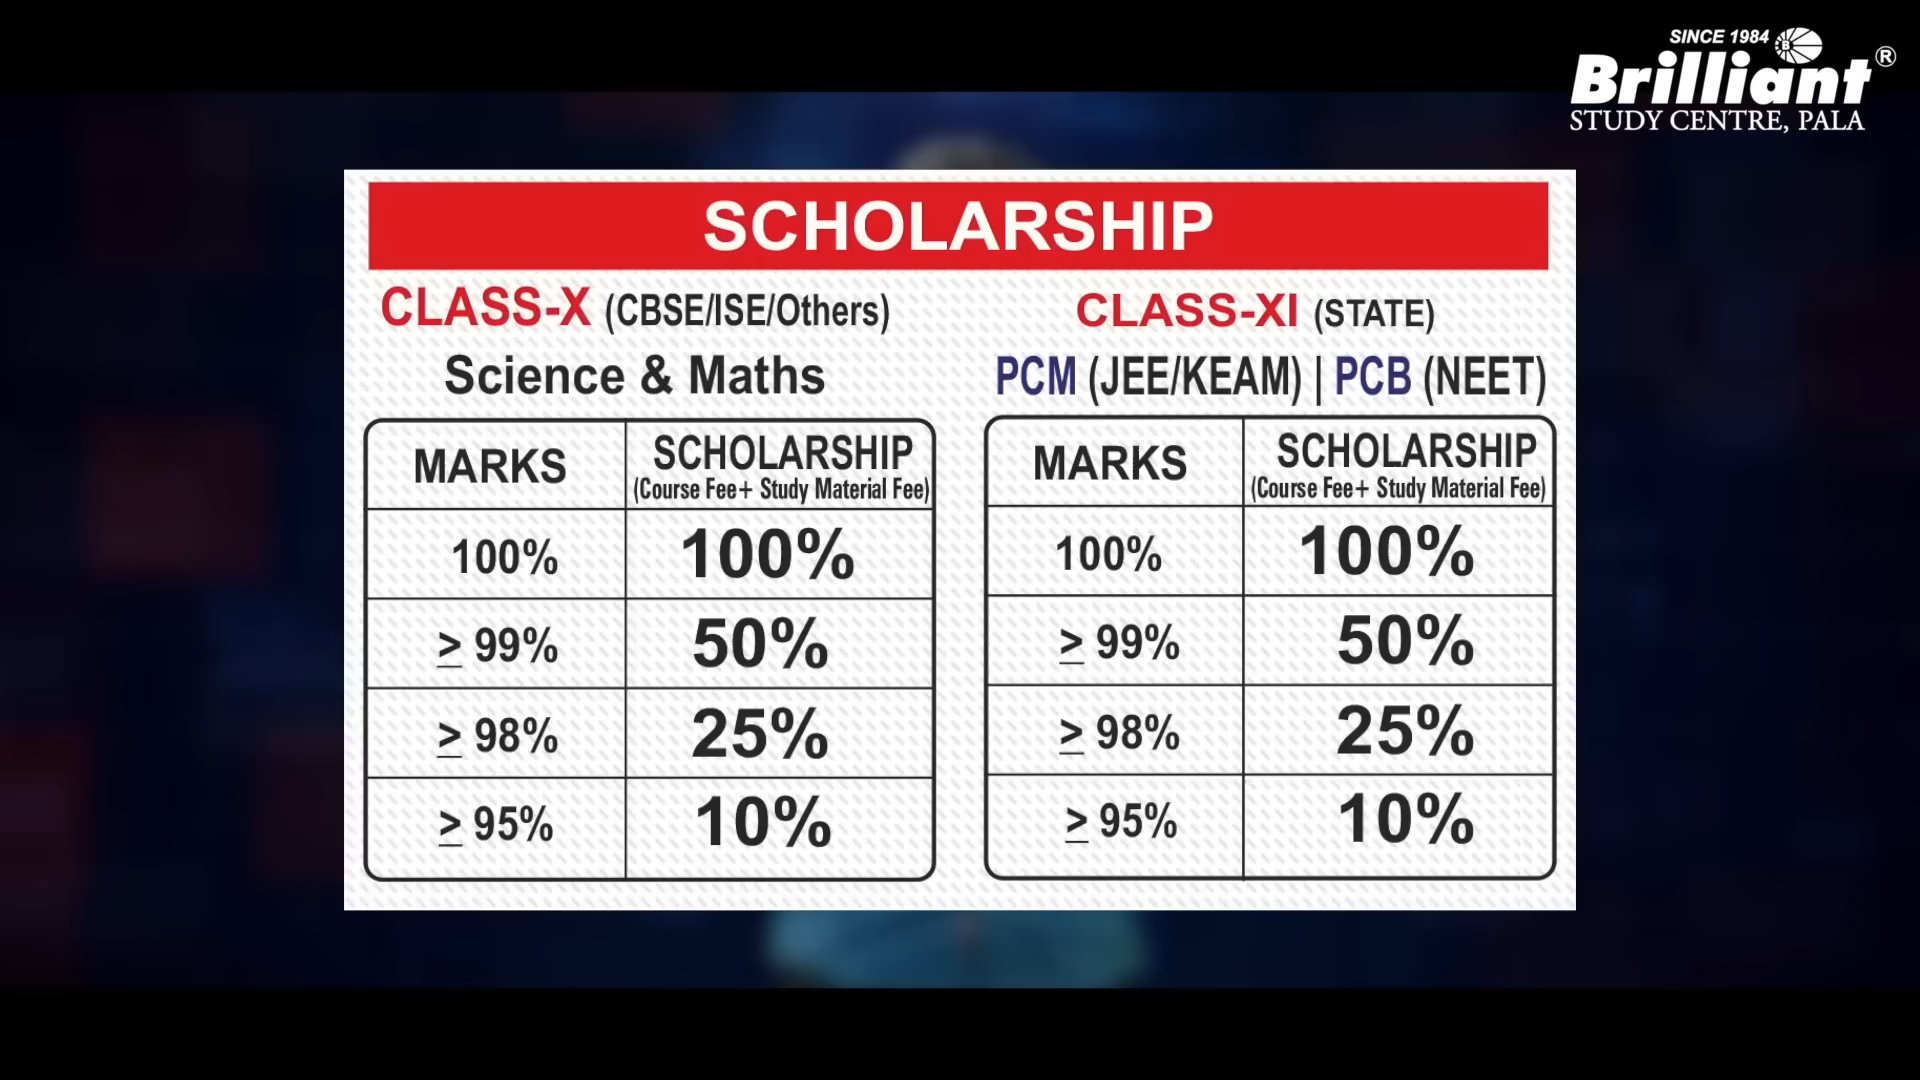 SINCE 1984
B
Brilliant®
STUDY CENTRE, PALA
SCHOLARSHIP
CLASS-X (CBSE/ISE/Others)
Science & Maths
MARKS SCHOLARSHIP
(Course Fee+ Study Material Fee)
100% 100%
≥ 99% 50%
≥ 98% 25%
≥ 95% 10%
CLASS-XI (STATE)
PCM (JEE/KEAM) | PCB (NEET)
MARKS SCHOLARSHIP
(Course Fee+ Study Material Fee)
100% 100%
≥ 99% 50%
≥ 98% 25%
≥ 95% 10%